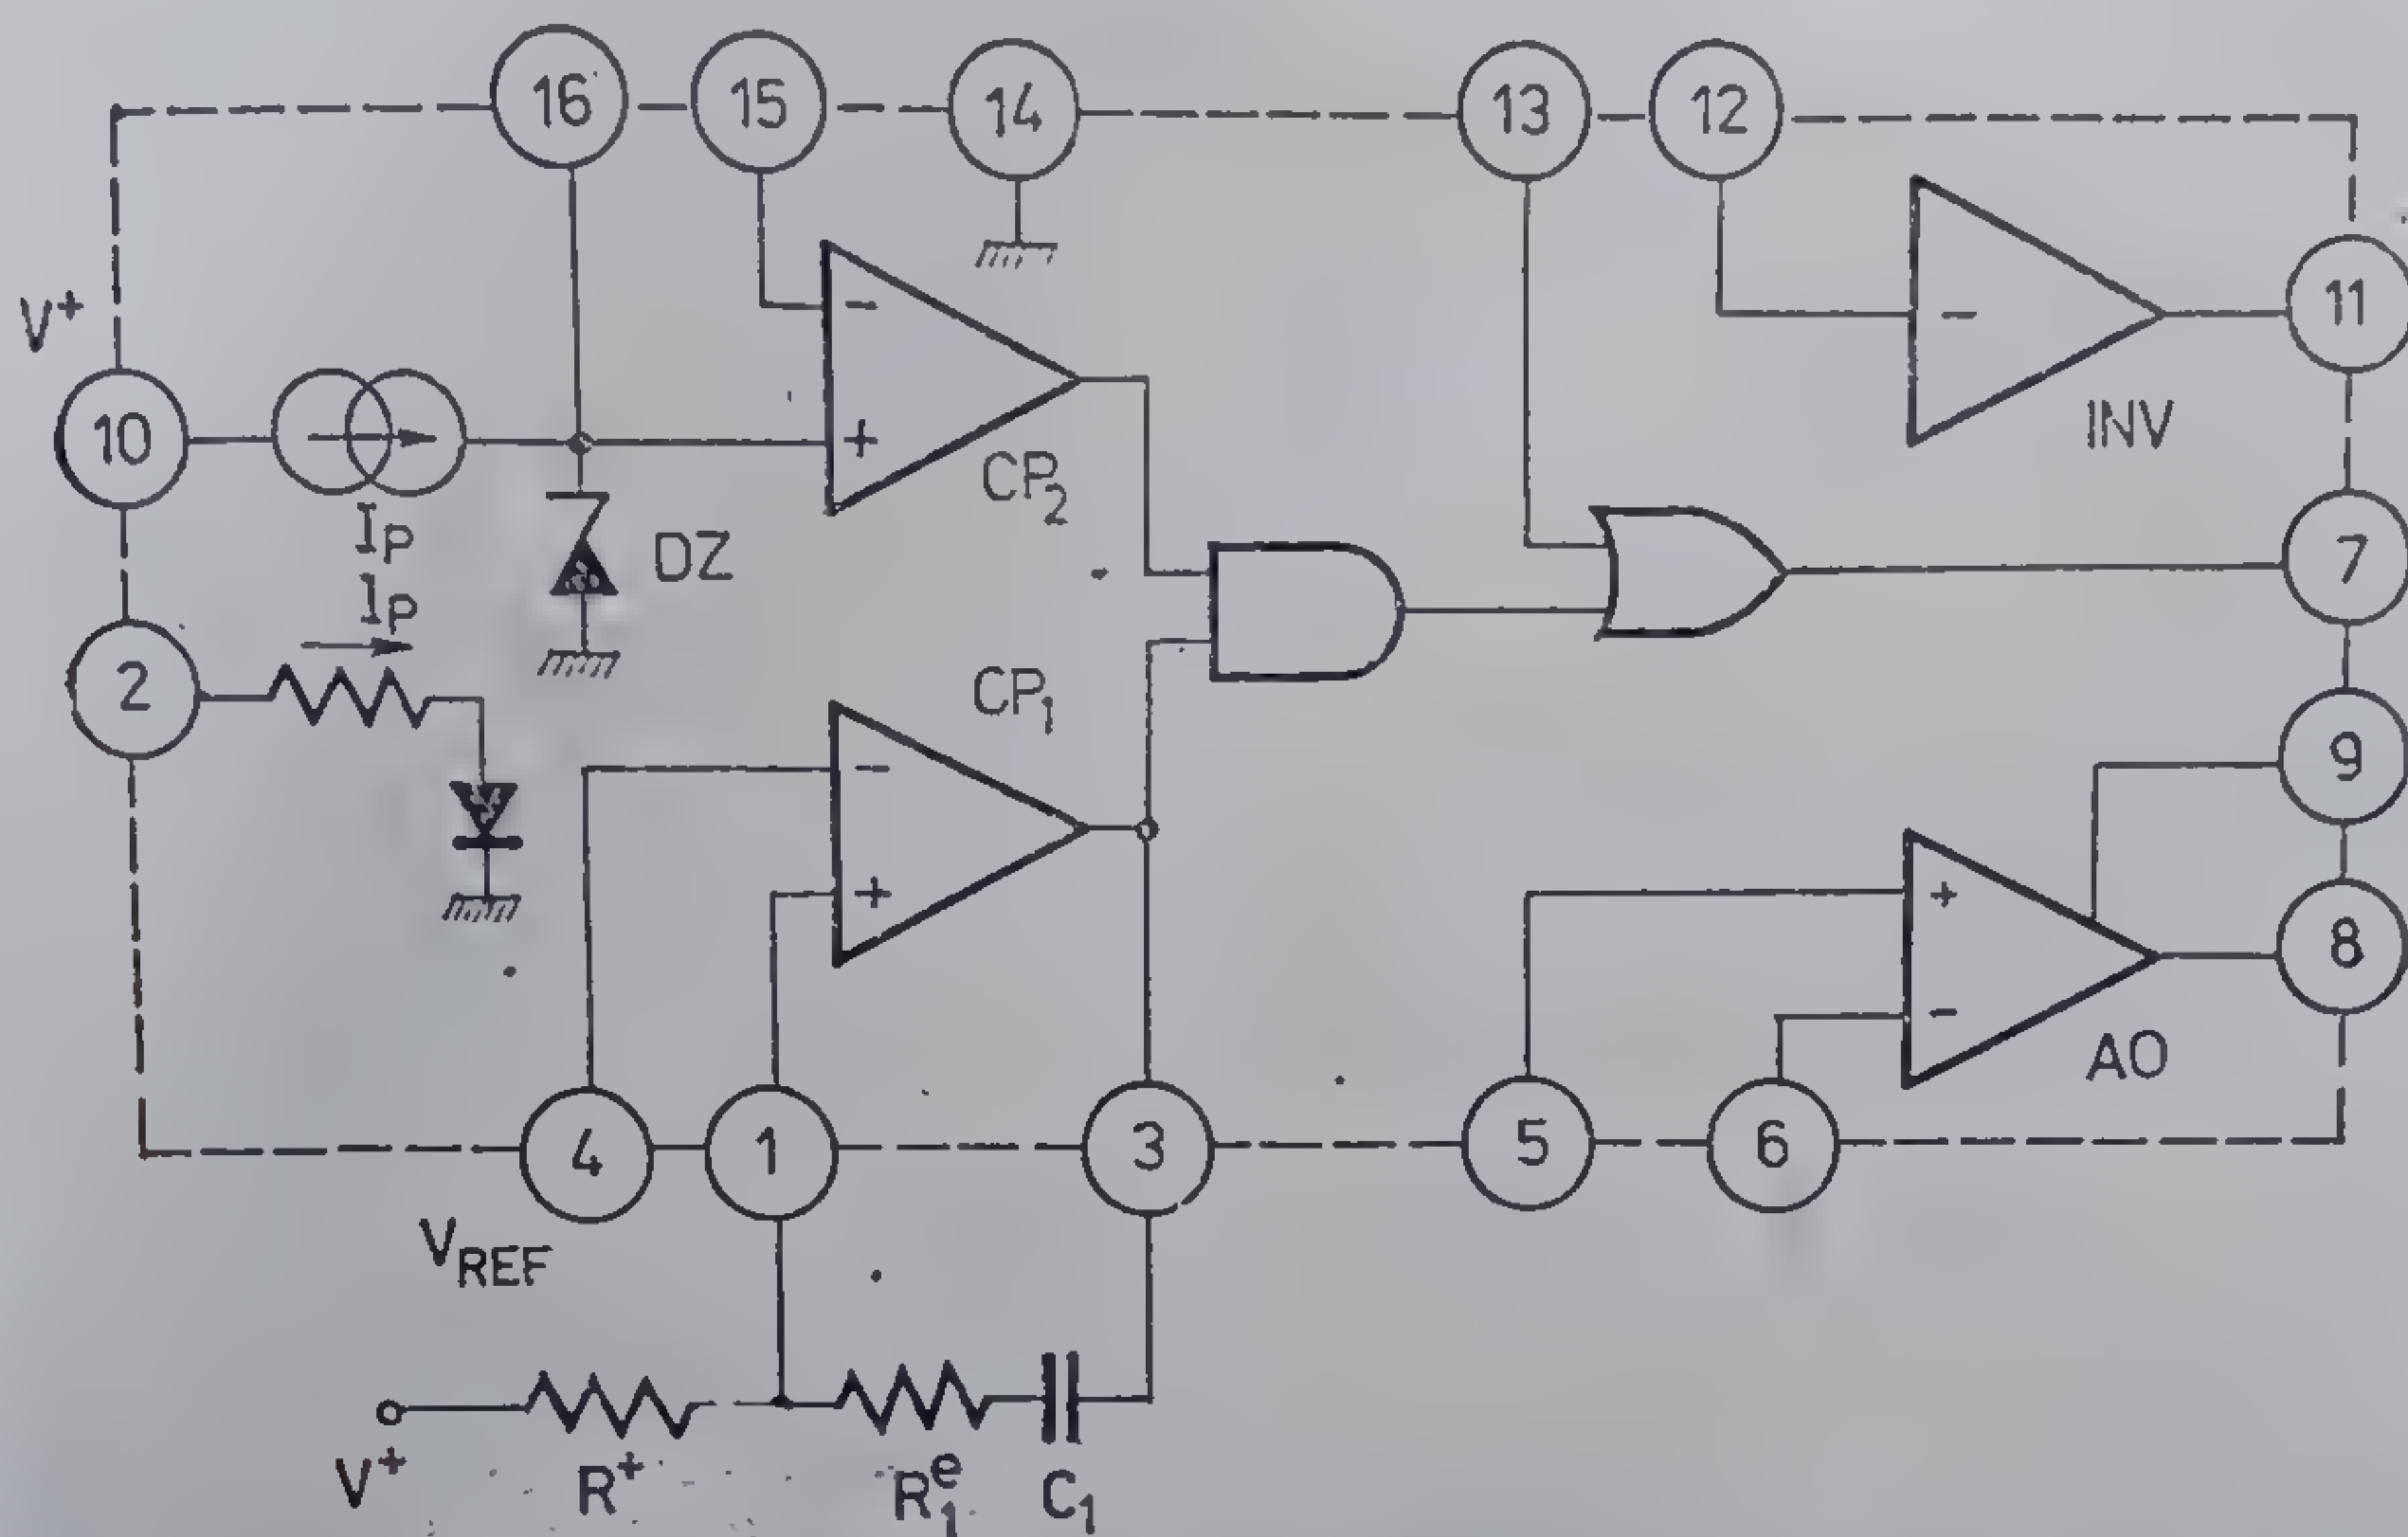 16 15 14 13 12
V+
-
-
11
10
+
CP2
INV
IP
IP
DZ
7
2
CP1
-
9
+
+
8
-
AO
4 1 3 5 6
VREF
V+ R+ R1e C1